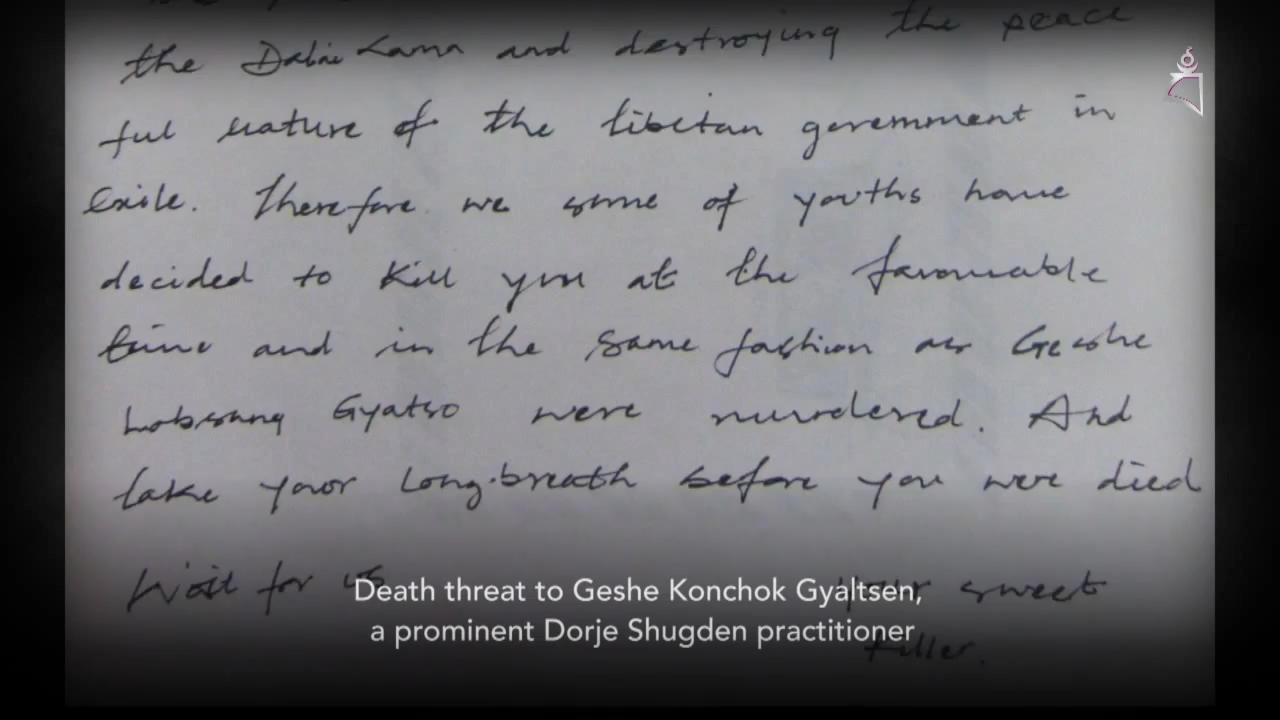 the Dalai Lama and destroying the peace
ful nature of the Tibetan government in
Exile. Therefore we some of youths have
decided to kill you at the favourable
time and in the same fashion as Geshe
Lobsang Gyatso were murdered. And
take your long-breath before you were died
Wait for us your sweet
killer.
Death threat to Geshe Konchok Gyaltsen,
a prominent Dorje Shugden practitioner